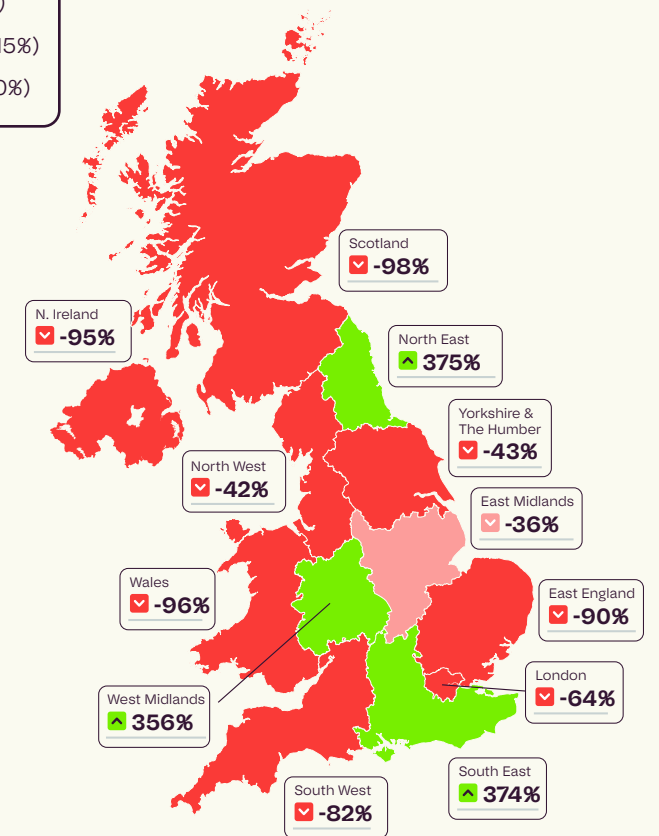 )
15%)
0%)
Scotland
-98%
N. Ireland
-95%
North East
375%
Yorkshire &
The Humber
-43%
North West
-42%
East Midlands
-36%
Wales
-96%
East England
-90%
London
-64%
West Midlands
356%
South East
374%
South West
-82%